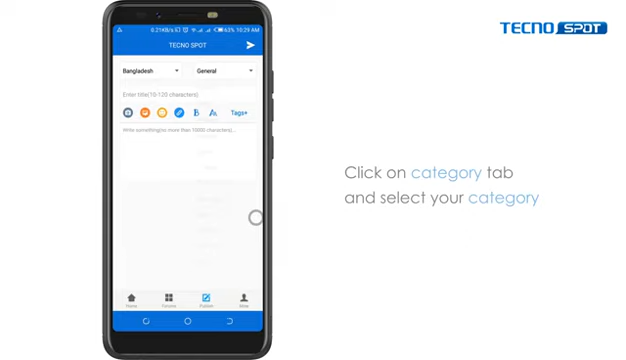 TECNO SPOT
0.21KB/s 63% 10:29 AM
TECNO SPOT
Bangladesh General
Enter title(10-120 characters)
B Tags+
Write something(no more than 10000 characters)...
Click on category tab
and select your category
Home Forums Publish Mine